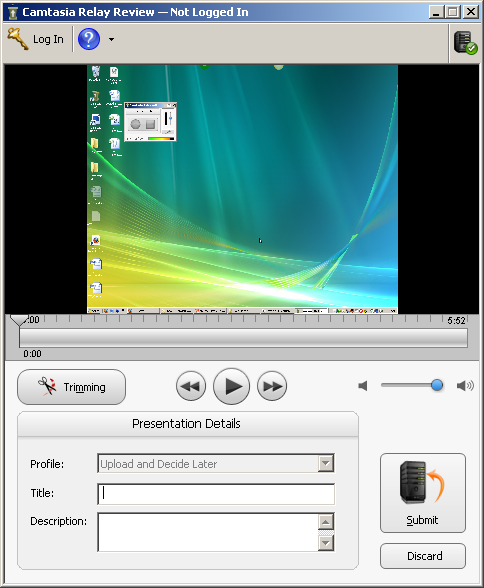 Camtasia Relay Review — Not Logged In
Log In
?
:00 5:52
0:00
Trimming
Presentation Details
Profile: Upload and Decide Later
Title:
Description:
Submit
Discard